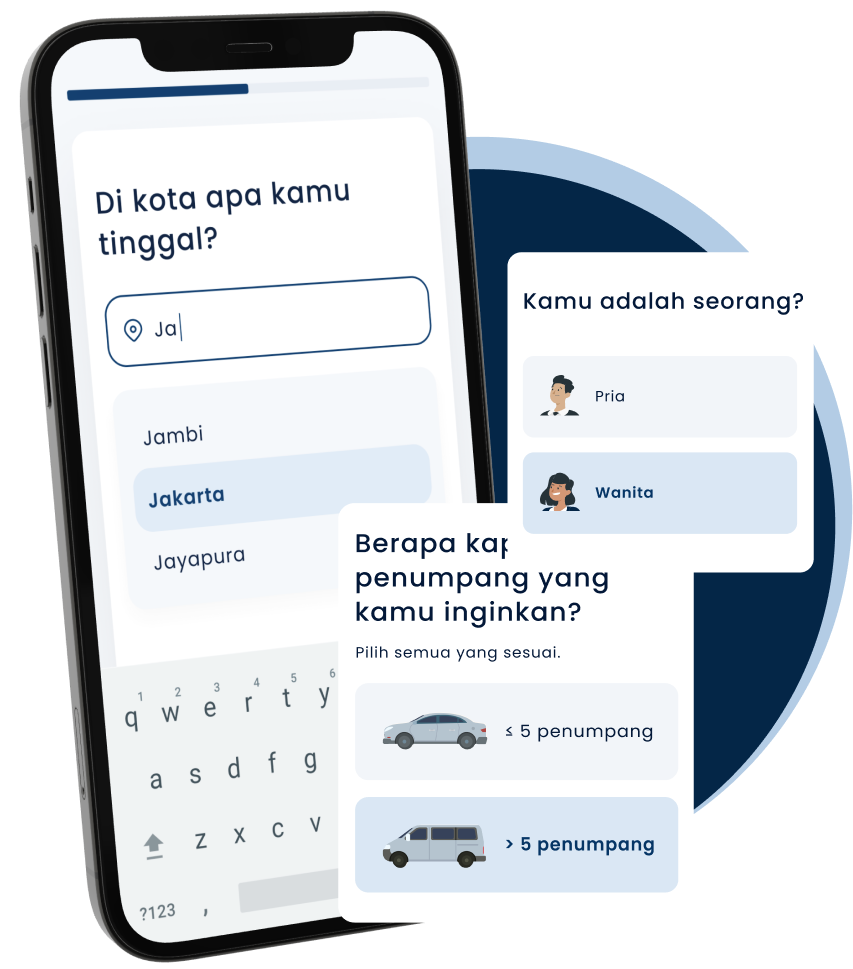 Di kota apa kamu
tinggal?
Ja
Jambi
Jakarta
Jayapura
1 2 3 4 5 6
q w e r t y
a s d f g
z x c v
?123 ,
Kamu adalah seorang?
Pria
Wanita
Berapa kap
penumpang yang
kamu inginkan?
Pilih semua yang sesuai.
≤ 5 penumpang
> 5 penumpang